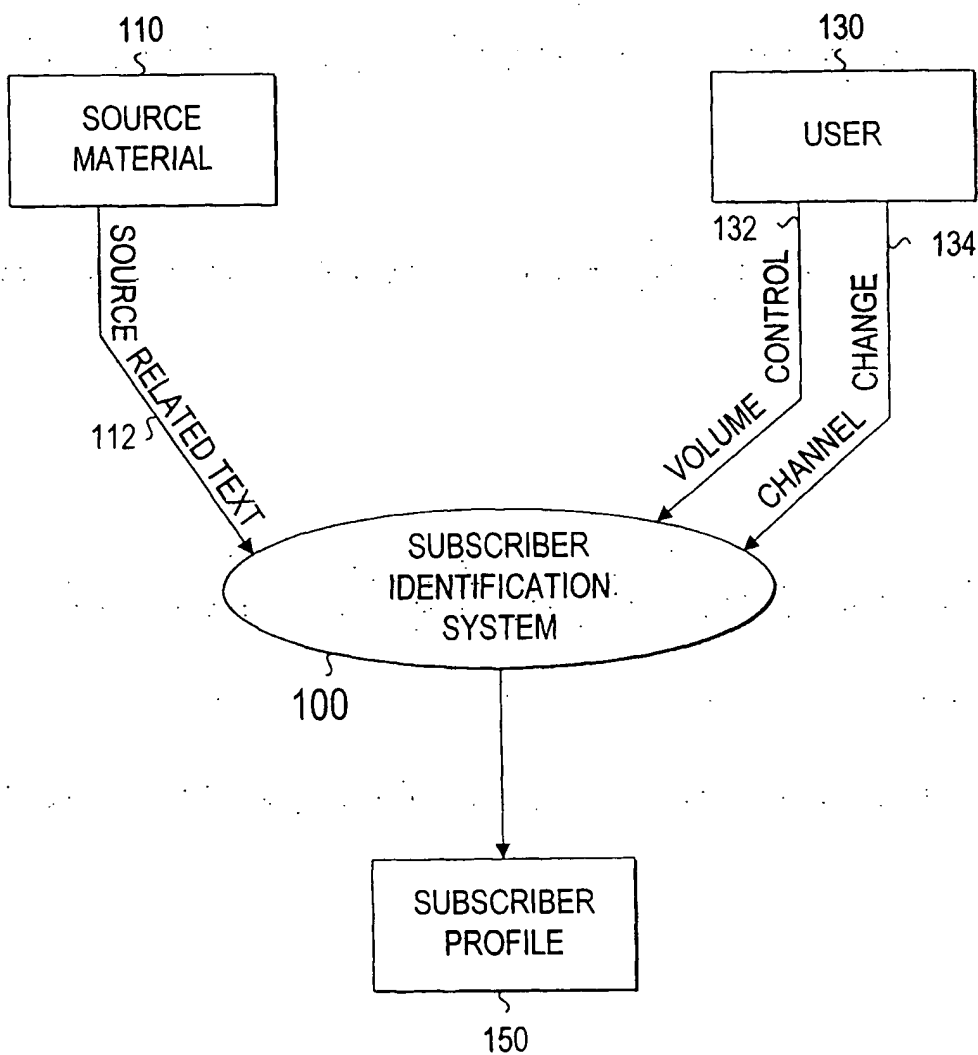 110
SOURCE
MATERIAL
130
USER
SOURCE RELATED TEXT
112
132
VOLUME CONTROL
134
CHANNEL CHANGE
SUBSCRIBER
IDENTIFICATION
SYSTEM
100
SUBSCRIBER
PROFILE
150